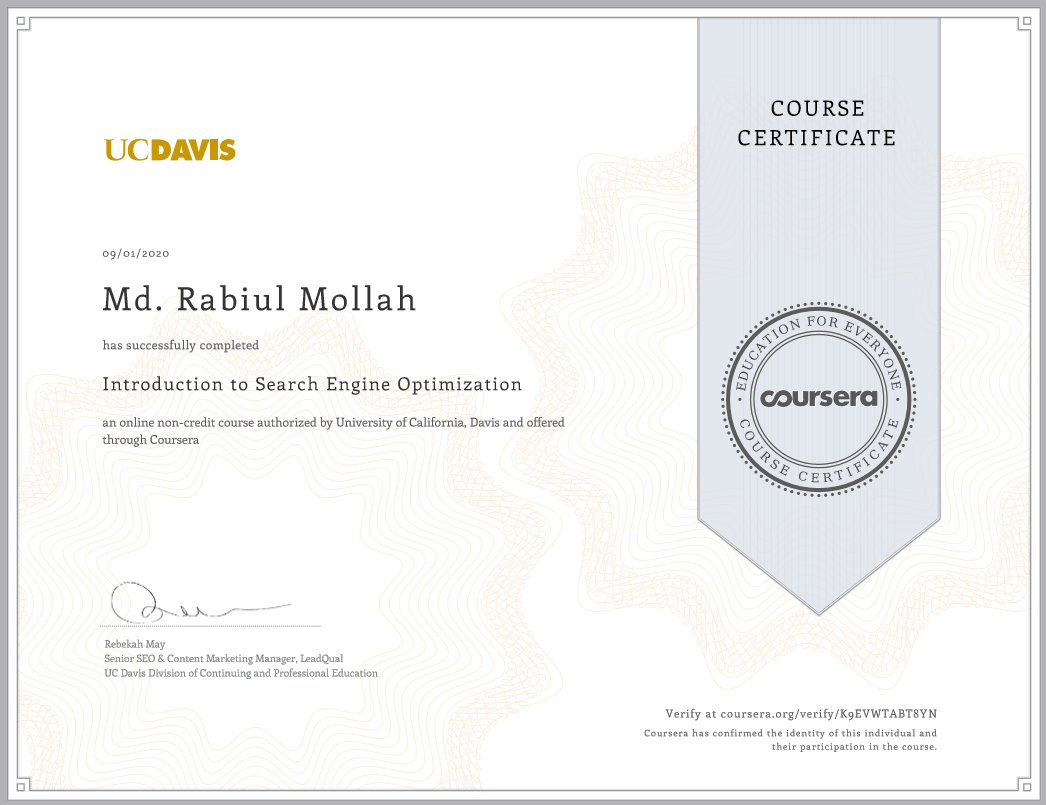 COURSE
CERTIFICATE
UCDAVIS
09/01/2020
Md. Rabiul Mollah
has successfully completed
Introduction to Search Engine Optimization
an online non-credit course authorized by University of California, Davis and offered
through Coursera
EDUCATION FOR EVERYONE
coursera
COURSE CERTIFICATE
Rebekah May
Senior SEO & Content Marketing Manager, LeadQual
UC Davis Division of Continuing and Professional Education
Verify at coursera.org/verify/K9EVWTABT8YN
Coursera has confirmed the identity of this individual and
their participation in the course.